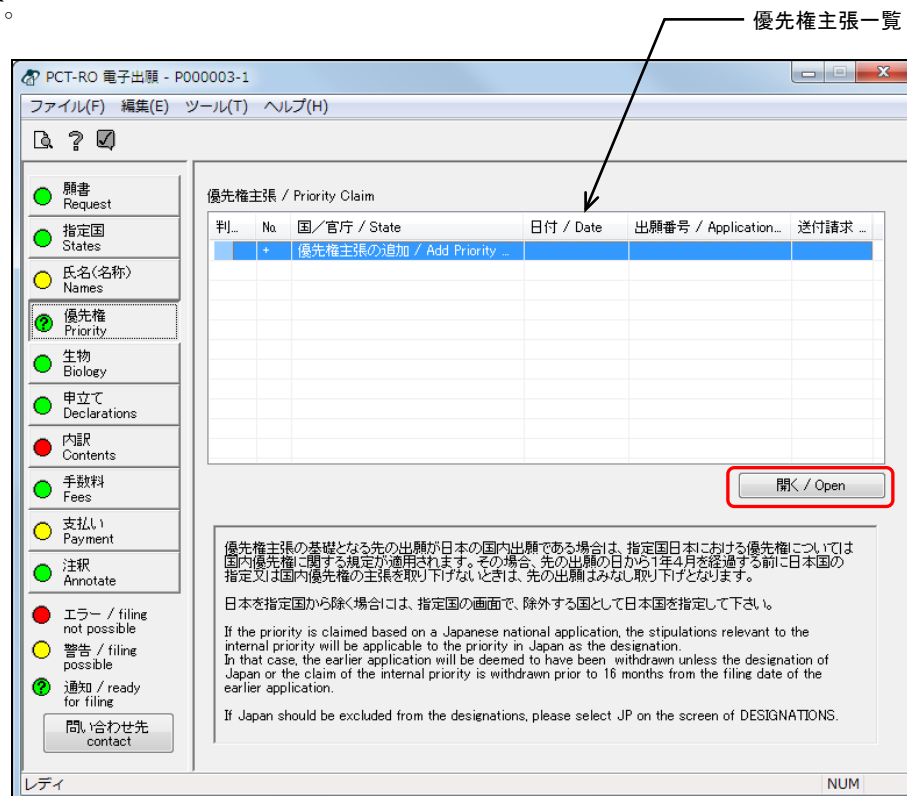 。
優先権主張一覧
PCT-RO 電子出願 - P000003-1
ファイル(F) 編集(E) ツール(T) ヘルプ(H)
願書
Request
指定国
States
氏名(名称)
Names
優先権
Priority
生物
Biology
申立て
Declarations
内訳
Contents
手数料
Fees
支払い
Payment
注釈
Annotate
エラー / filing
not possible
警告 / filing
possible
通知 / ready
for filing
問い合わせ先
contact
優先権主張 / Priority Claim
判... No. 国/官庁 / State 日付 / Date 出願番号 / Application... 送付請求 ...
+ 優先権主張の追加 / Add Priority ...
開く / Open
優先権主張の基礎となる先の出願が日本の国内出願である場合は、指定国日本における優先権については
国内優先権に関する規定が適用されます。その場合、先の出願の日から1年4月を経過する前に日本国の
指定又は国内優先権の主張を取り下げないときは、先の出願はみなし取り下げとなります。
日本を指定国から除く場合には、指定国の画面で、除外する国として日本国を指定して下さい。
If the priority is claimed based on a Japanese national application, the stipulations relevant to the
internal priority will be applicable to the priority in Japan as the designation.
In that case, the earlier application will be deemed to have been withdrawn unless the designation of
Japan or the claim of the internal priority is withdrawn prior to 16 months from the filing date of the
earlier application.
If Japan should be excluded from the designations, please select JP on the screen of DESIGNATIONS.
レディ NUM